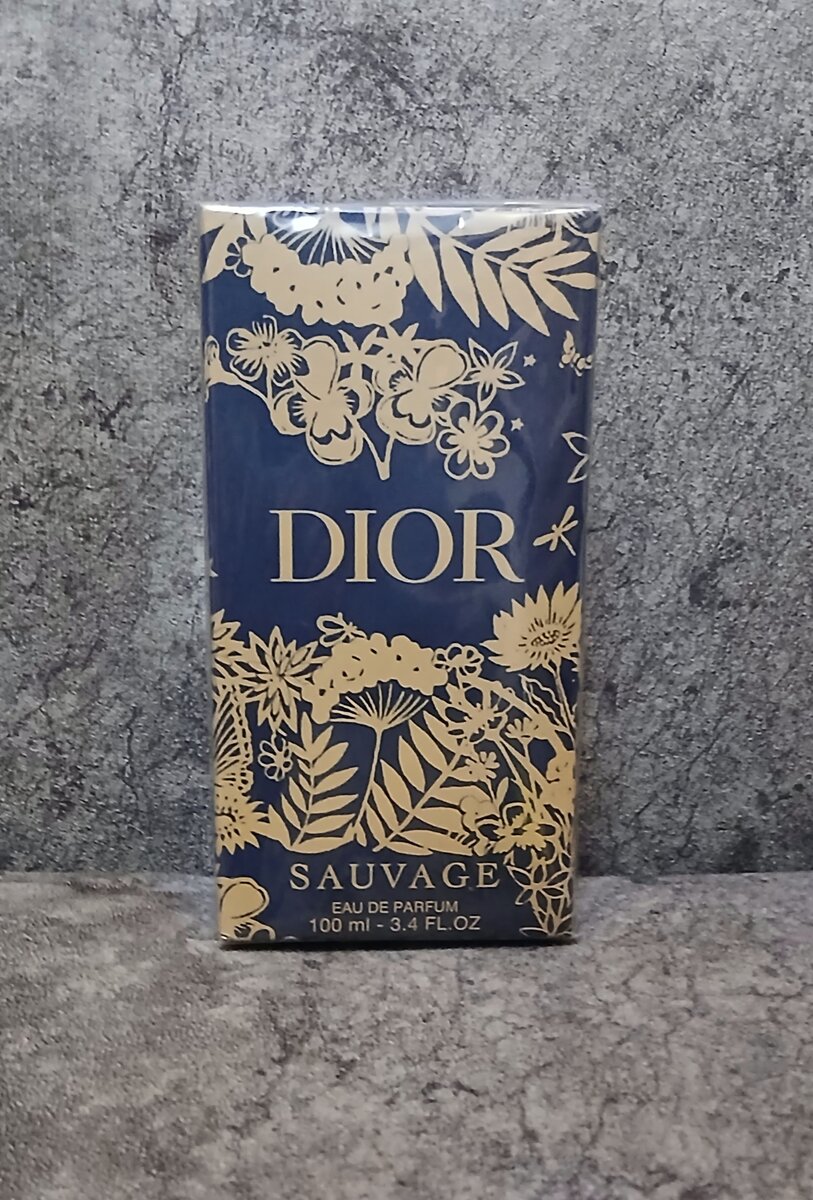 DIOR
SAUVAGE
EAU DE PARFUM
100 ml - 3.4 FL.OZ